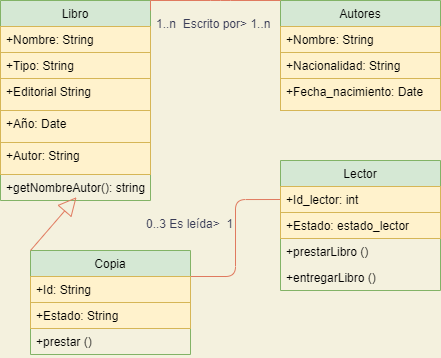 Libro
+Nombre: String
+Tipo: String
+Editorial String
+Año: Date
+Autor: String
+getNombreAutor(): string
1..n Escrito por> 1..n
Autores
+Nombre: String
+Nacionalidad: String
+Fecha_nacimiento: Date
Lector
+Id_lector: int
+Estado: estado_lector
+prestarLibro ()
+entregarLibro ()
0..3 Es leída> 1
Copia
+Id: String
+Estado: String
+prestar ()